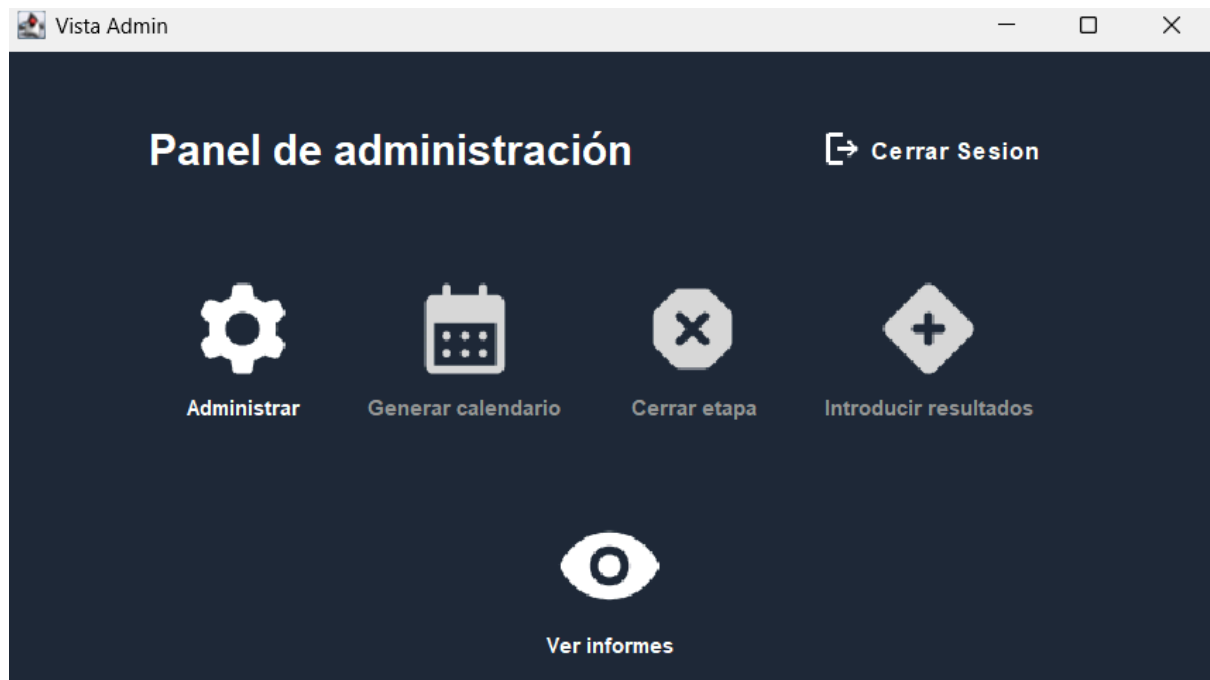 Vista Admin
Panel de administración
Cerrar Sesion
Administrar
Generar calendario
Cerrar etapa
Introducir resultados
Ver informes